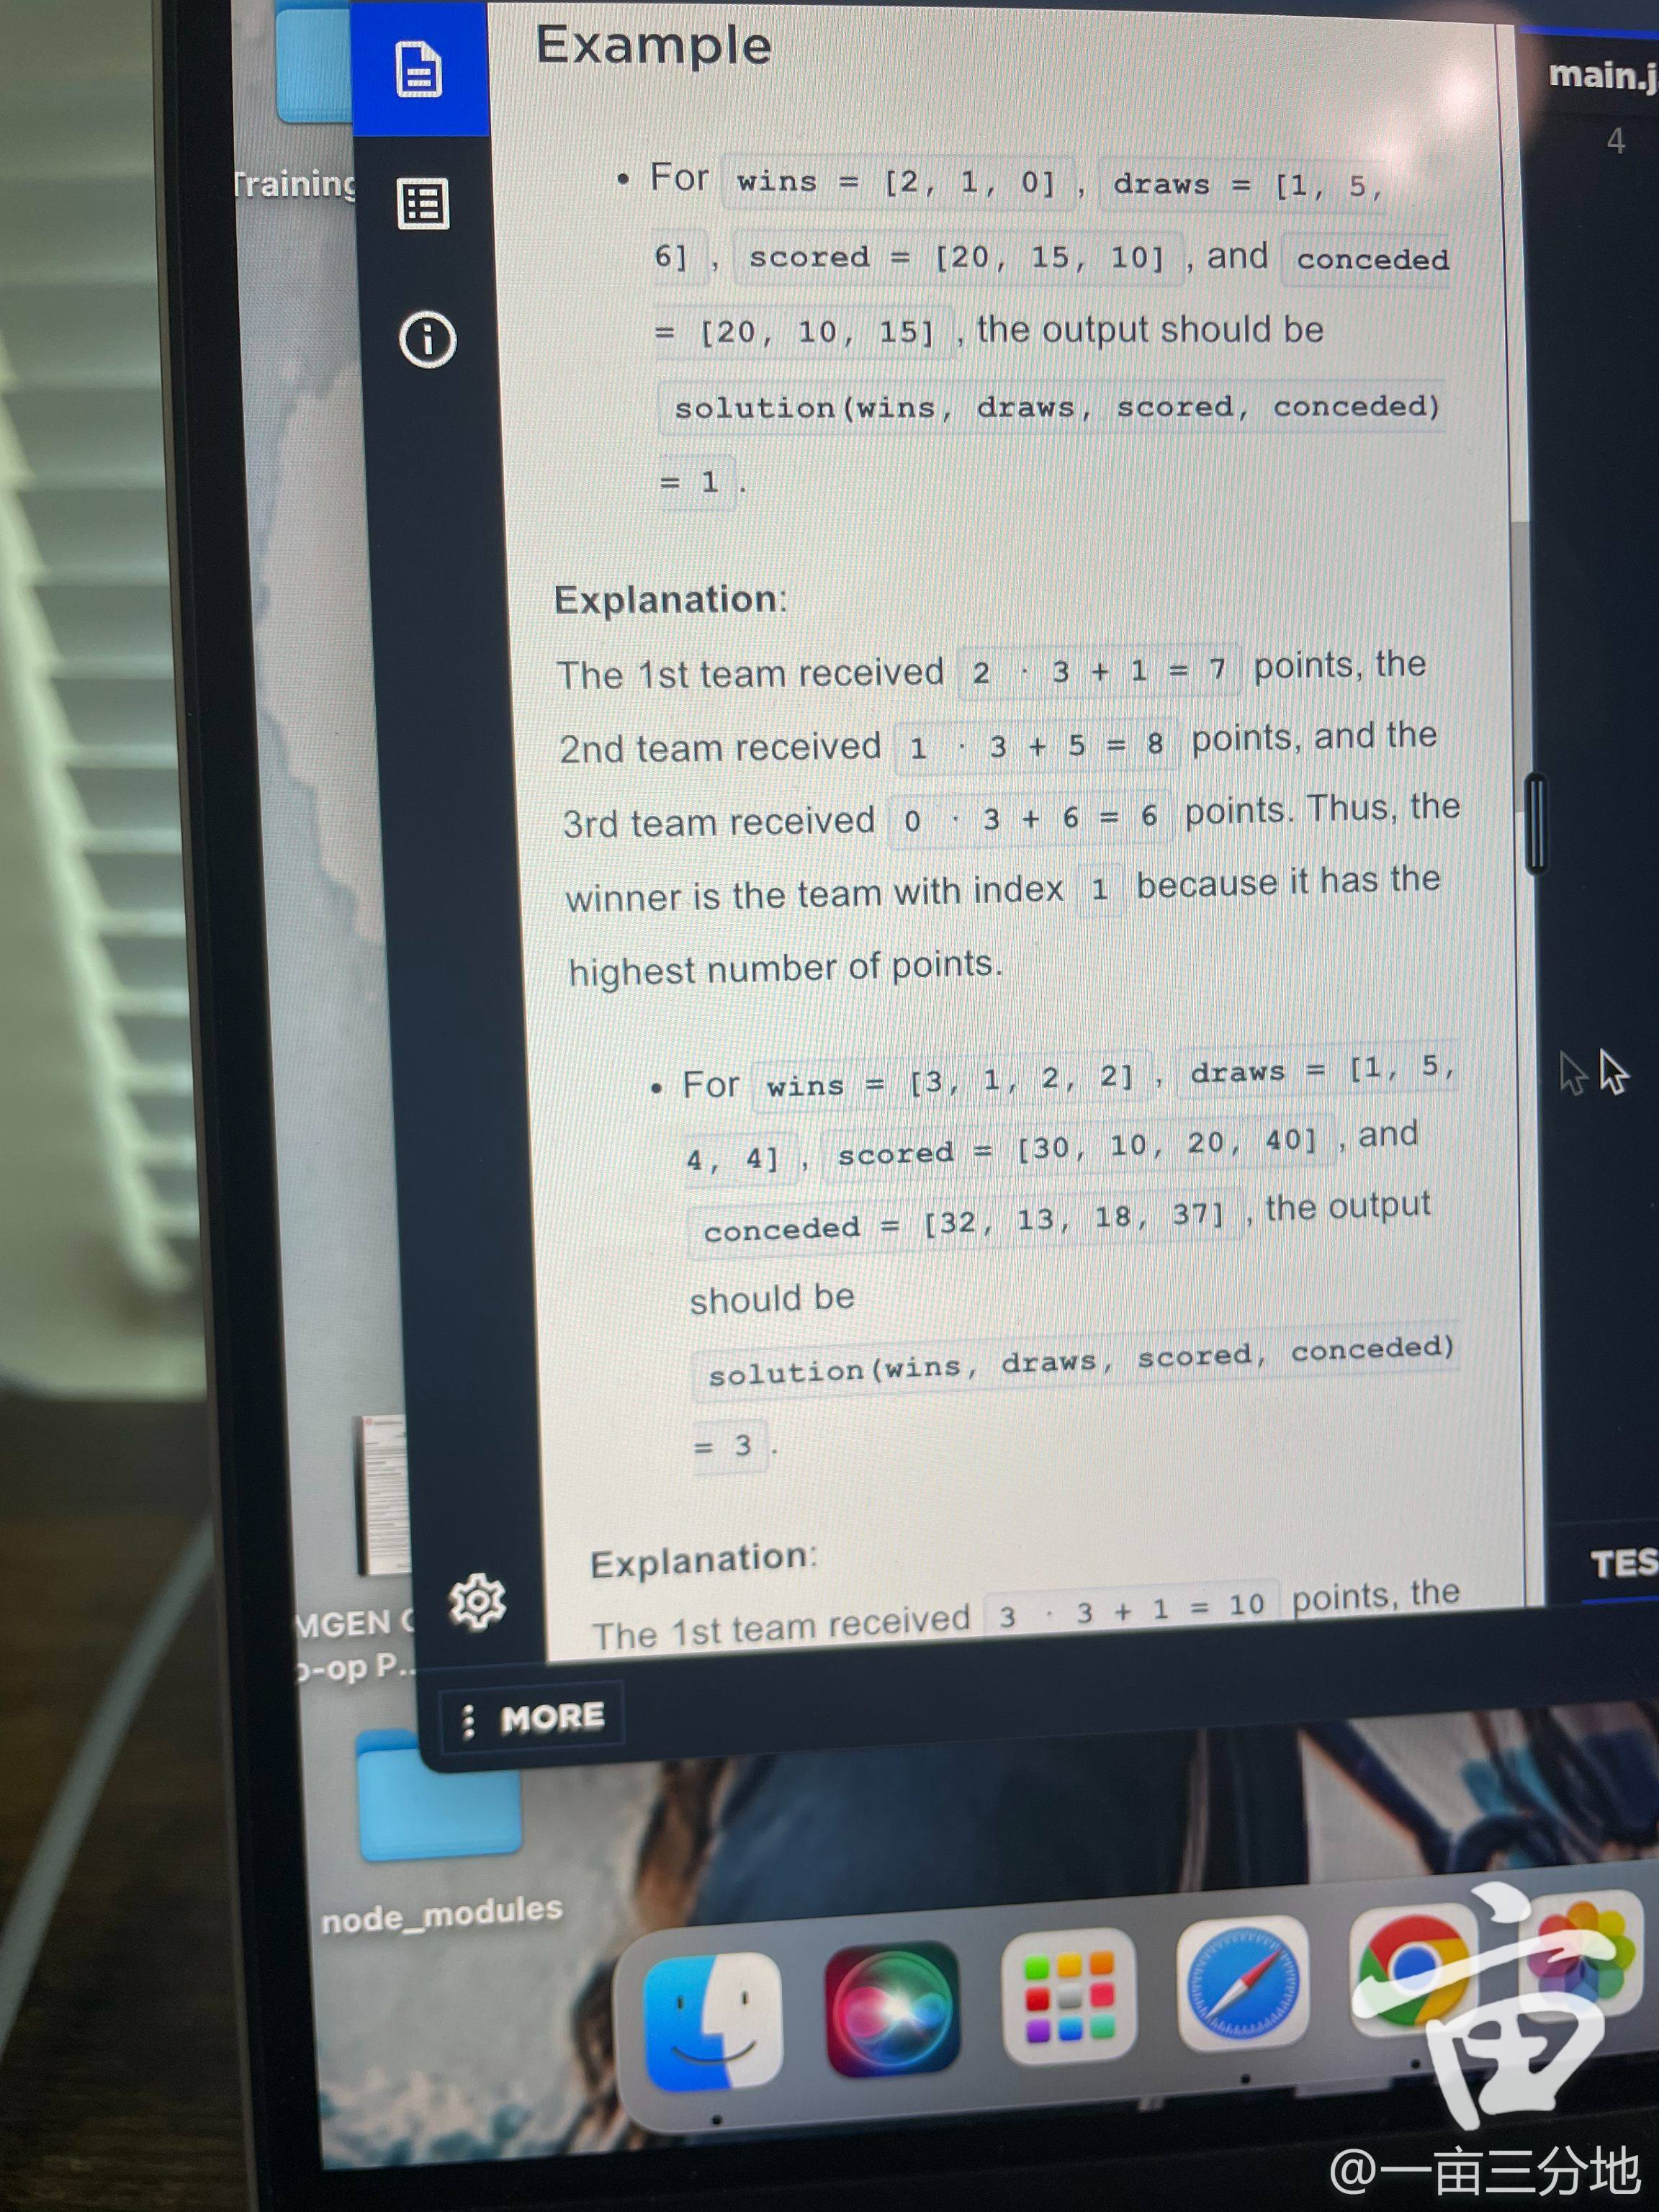 Example
main.j
4
Training
• For wins = [2, 1, 0] , draws = [1, 5,
6] , scored = [20, 15, 10] , and conceded
= [20, 10, 15] , the output should be
solution(wins, draws, scored, conceded)
= 1 .
Explanation:
The 1st team received 2 · 3 + 1 = 7 points, the
2nd team received 1 · 3 + 5 = 8 points, and the
3rd team received 0 · 3 + 6 = 6 points. Thus, the
winner is the team with index 1 because it has the
highest number of points.
• For wins = [3, 1, 2, 2] , draws = [1, 5,
4, 4] , scored = [30, 10, 20, 40] , and
conceded = [32, 13, 18, 37] , the output
should be
solution(wins, draws, scored, conceded)
= 3 .
Explanation:
The 1st team received 3 · 3 + 1 = 10 points, the
TES
MGEN C
o-op P...
MORE
node_modules
亩
@一亩三分地